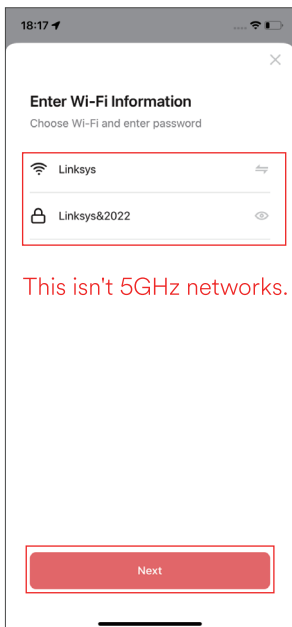 18:17
Enter Wi-Fi Information
Choose Wi-Fi and enter password
Linksys
Linksys&2022
This isn't 5GHz networks.
Next